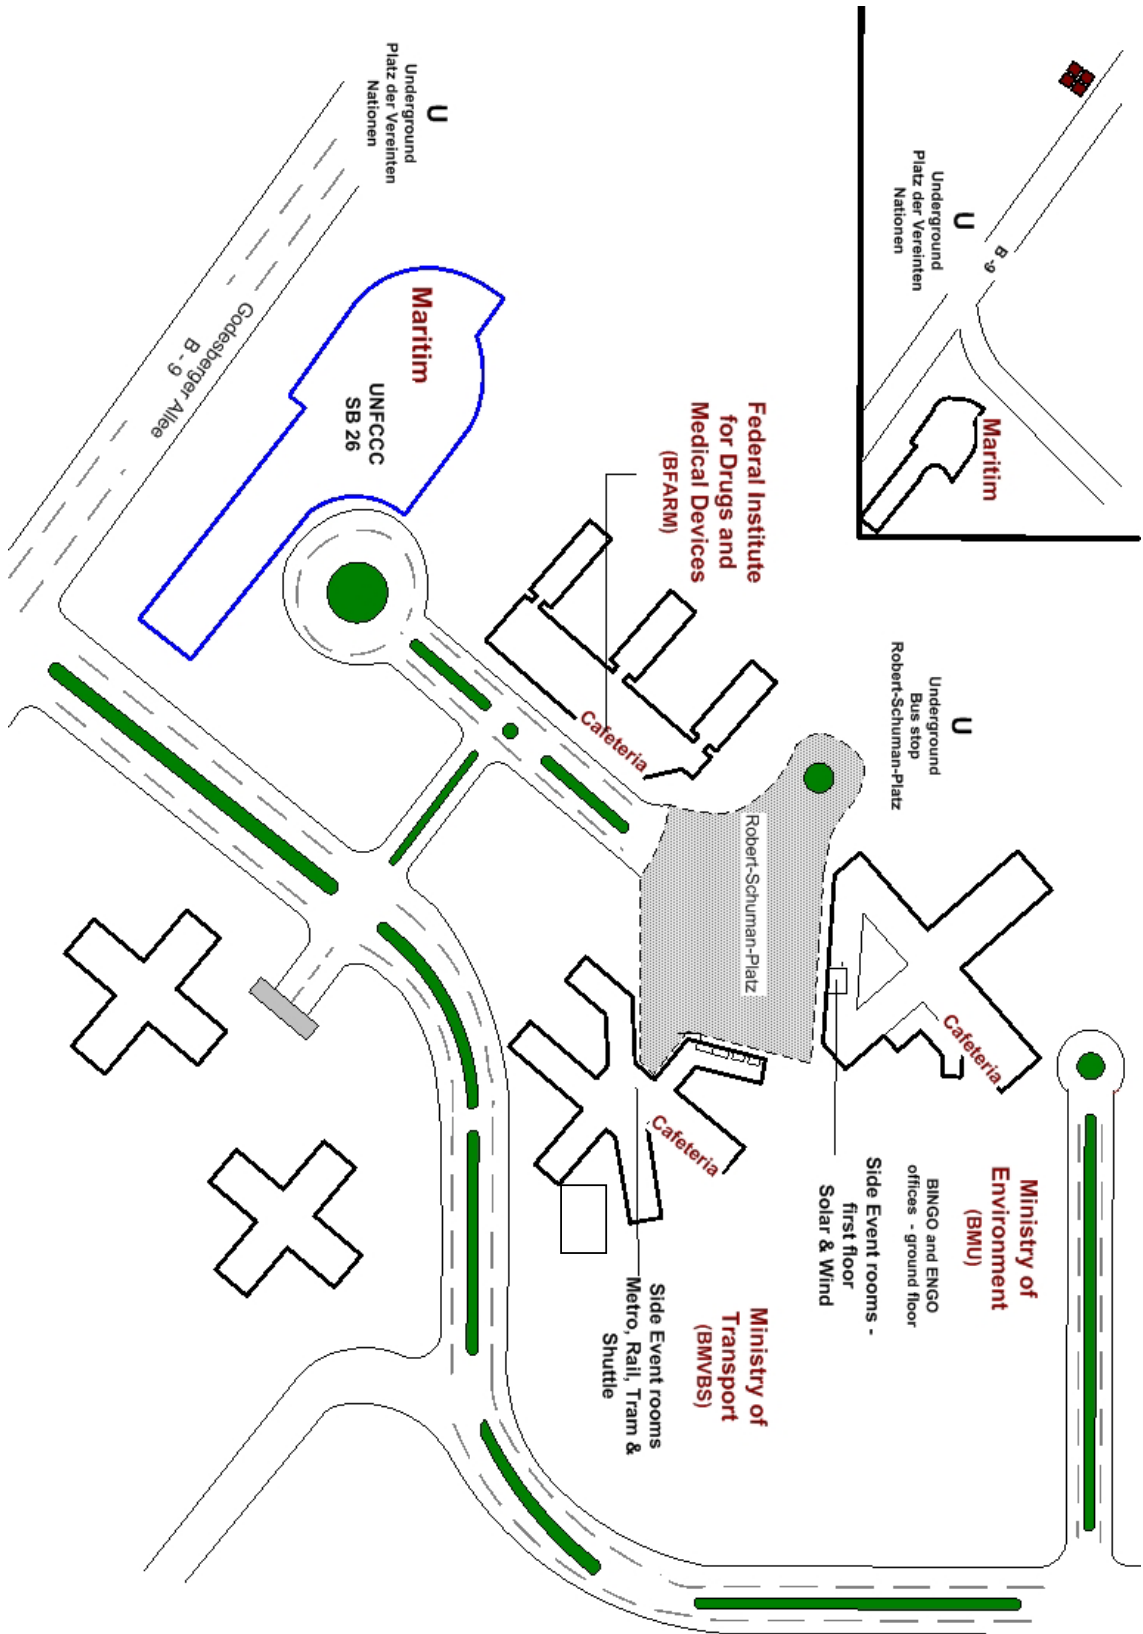 U
Underground
Platz der Vereinten
Nationen
B-9
Maritim
U
Underground
Platz der Vereinten
Nationen
Godesberger Allee
B - 9
Maritim
UNFCCC
SB 26
Federal Institute
for Drugs and
Medical Devices
(BFARM)
Cafeteria
U
Underground
Bus stop
Robert-Schuman-Platz
Robert-Schuman-Platz
Cafeteria
Cafeteria
Ministry of
Environment
(BMU)
BINGO and ENGO
offices - ground floor
Side Event rooms -
first floor
Solar & Wind
Ministry of
Transport
(BMVBS)
Side Event rooms
Metro, Rail, Tram &
Shuttle